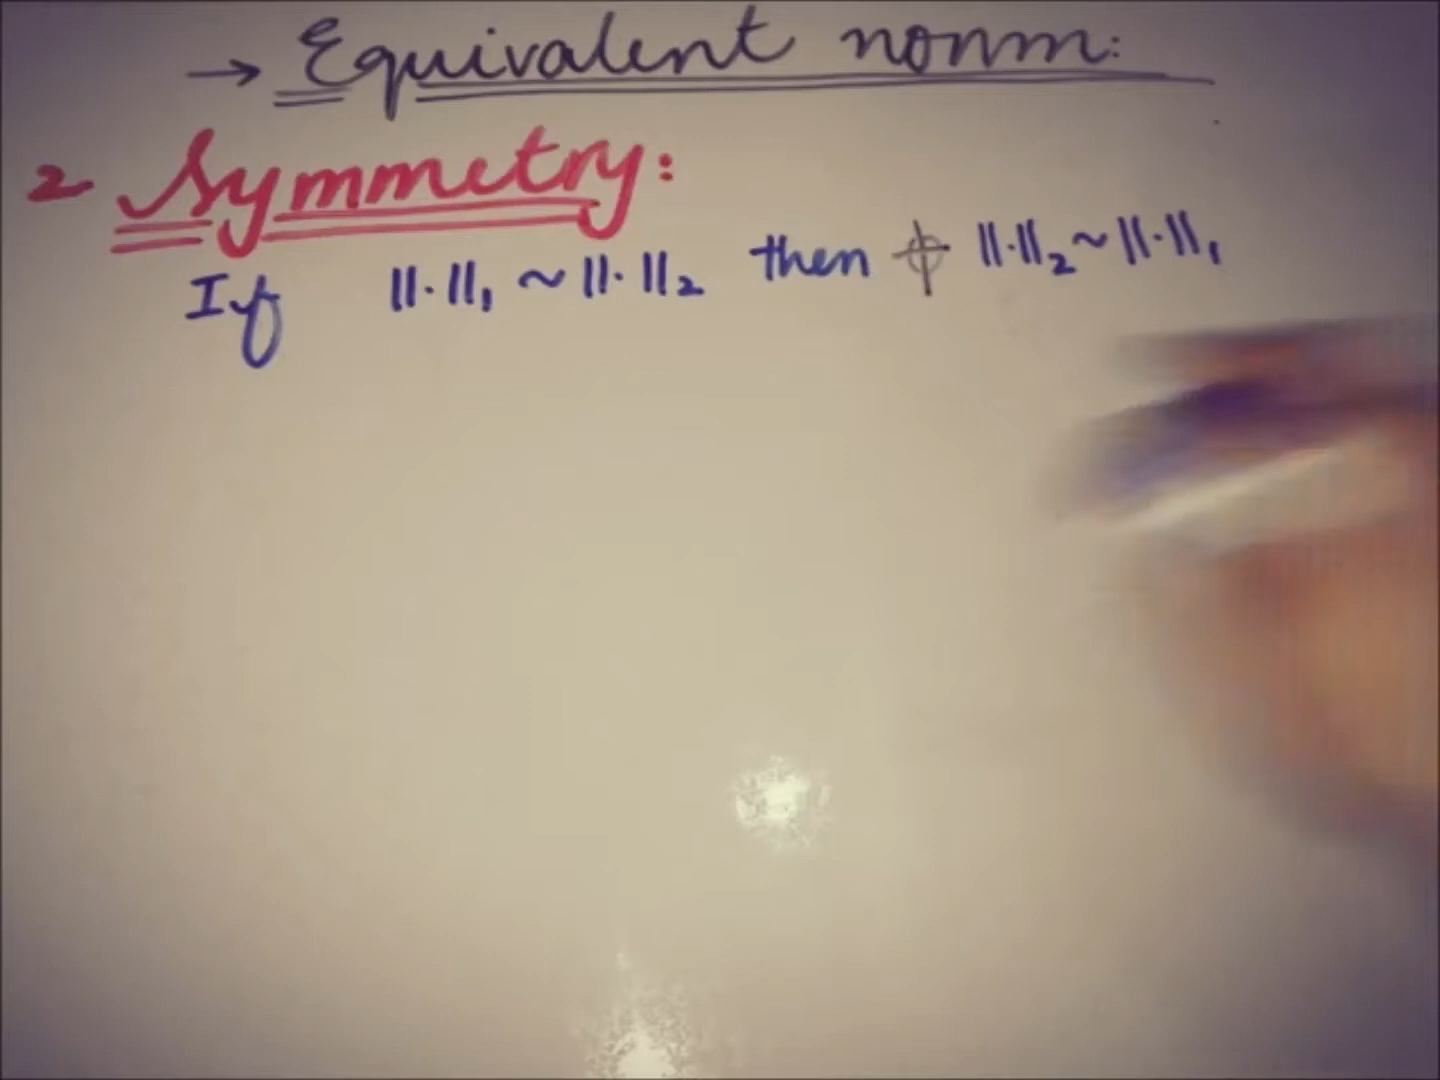 → Equivalent norm:
2 Symmetry:
If ||·||₁ ~ ||·||₂ then ||·||₂ ~ ||·||₁